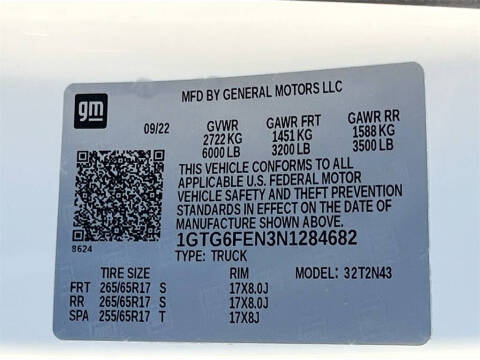 gm
MFD BY GENERAL MOTORS LLC
09/22 GVWR GAWR FRT GAWR RR
2722 KG 1451 KG 1588 KG
6000 LB 3200 LB 3500 LB
THIS VEHICLE CONFORMS TO ALL
APPLICABLE U.S. FEDERAL MOTOR
VEHICLE SAFETY AND THEFT PREVENTION
STANDARDS IN EFFECT ON THE DATE OF
MANUFACTURE SHOWN ABOVE.
8624
1GTG6FEN3N1284682
TYPE: TRUCK
TIRE SIZE RIM MODEL: 32T2N43
FRT 265/65R17 S 17X8.0J
RR 265/65R17 S 17X8.0J
SPA 255/65R17 T 17X8J